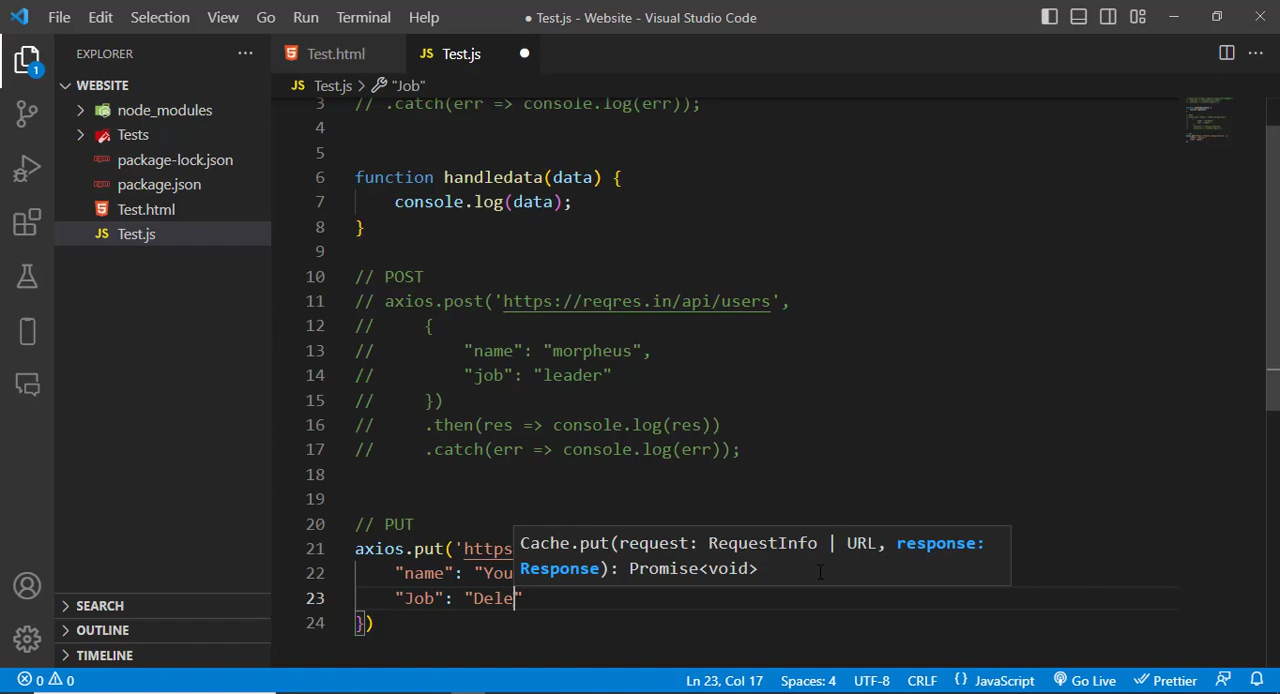 File Edit Selection View Go Run Terminal Help
● Test.js - Website - Visual Studio Code
EXPLORER
1
WEBSITE
node_modules
Tests
package-lock.json
package.json
Test.html
JS Test.js
SEARCH
OUTLINE
TIMELINE
Test.html JS Test.js
JS Test.js > "Job"
3 // .catch(err => console.log(err));
4
5
6 function handledata(data) {
7 console.log(data);
8 }
9
10 // POST
11 // axios.post('https://reqres.in/api/users',
12 // {
13 // "name": "morpheus",
14 // "job": "leader"
15 // })
16 // .then(res => console.log(res))
17 // .catch(err => console.log(err));
18
19
20 // PUT
21 axios.put('https
22 "name": "You
23 "Job": "Dele"
24 })
Cache.put(request: RequestInfo | URL, response:
Response): Promise<void>
0 0 Ln 23, Col 17 Spaces: 4 UTF-8 CRLF {} JavaScript Go Live Prettier